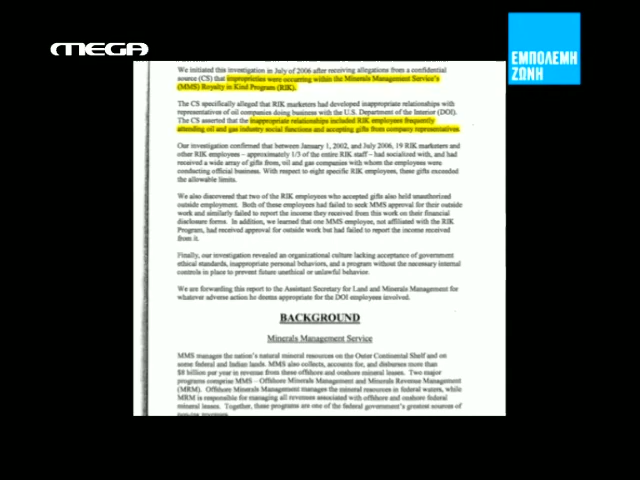 MEGA
ΕΜΠΟΛΕΜΗ
ΖΩΝΗ
We initiated this investigation in July of 2006 after receiving allegations from a confidential
source (CS) that improprieties were occurring within the Minerals Management Service's
(MMS) Royalty in Kind Program (RIK).
The CS specifically alleged that RIK marketers had developed inappropriate relationships with
representatives of oil companies doing business with the U.S. Department of the Interior (DOI).
The CS asserted that the inappropriate relationships included RIK employees frequently
attending oil and gas industry social functions and accepting gifts from company representatives.
Our investigation confirmed that between January 1, 2002, and July 2006, 19 RIK marketers and
other RIK employees – approximately 1/3 of the entire RIK staff – had socialized with, and had
received a wide array of gifts from, oil and gas companies with whom the employees were
conducting official business. With respect to eight specific RIK employees, these gifts exceeded
the allowable limits.
We also discovered that two of the RIK employees who accepted gifts also held unauthorized
outside employment. Both of these employees had failed to seek MMS approval for their outside
work and similarly failed to report the income they received from this work on their financial
disclosure forms. In addition, we learned that one MMS employee, not affiliated with the RIK
Program, had received approval for outside work but had failed to report the income received
from it.
Finally, our investigation revealed an organizational culture lacking acceptance of government
ethical standards, inappropriate personal behaviors, and a program without the necessary internal
controls in place to prevent future unethical or unlawful behavior.
We are forwarding this report to the Assistant Secretary for Land and Minerals Management for
whatever adverse action he deems appropriate for the DOI employees involved.
BACKGROUND
Minerals Management Service
MMS manages the nation's natural mineral resources on the Outer Continental Shelf and on
some federal and Indian lands. MMS also collects, accounts for, and disburses more than
$8 billion per year in revenue from these offshore and onshore mineral leases. Two major
programs comprise MMS – Offshore Minerals Management and Minerals Revenue Management
(MRM). Offshore Minerals Management manages the mineral resources in federal waters, while
MRM is responsible for managing all revenues associated with offshore and onshore federal
mineral leases. Together, these programs are one of the federal government's greatest sources of